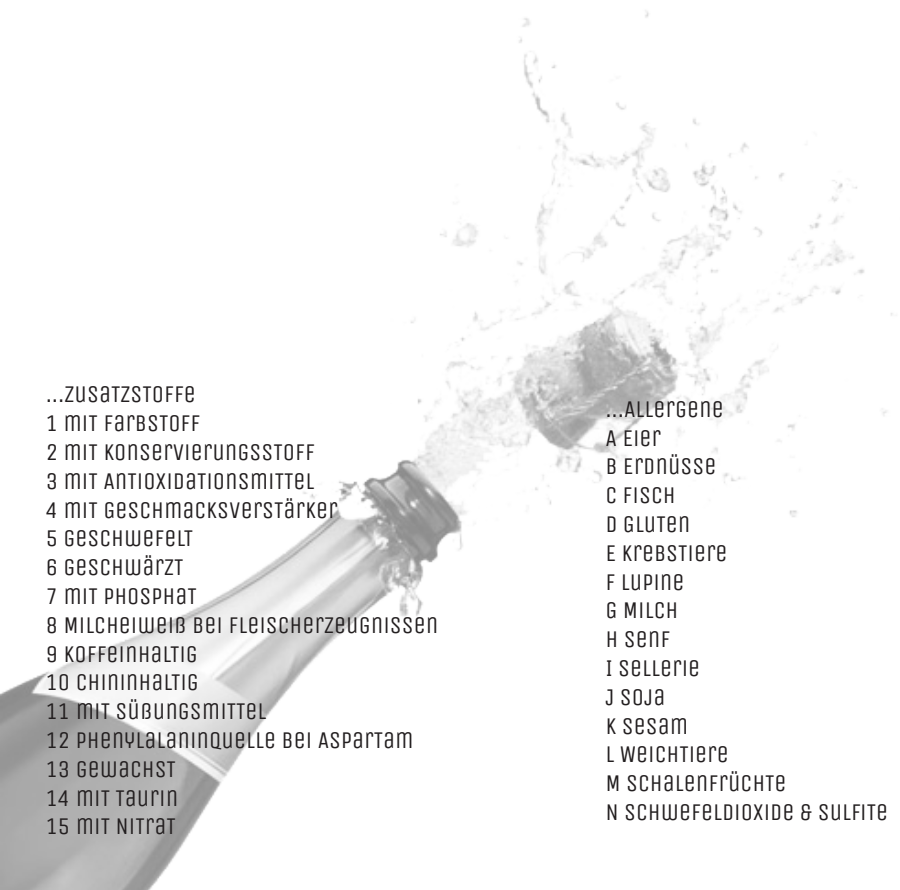 ...Zusatzstoffe
1 mit Farbstoff
2 mit Konservierungsstoff
3 mit Antioxidationsmittel
4 mit Geschmacksverstärker
5 geschwefelt
6 geschwärzt
7 mit Phosphat
8 Milcheiweiß bei Fleischerzeugnissen
9 koffeinhaltig
10 chininhaltig
11 mit Süßungsmittel
12 Phenylalaninquelle bei Aspartam
13 gewachst
14 mit Taurin
15 mit Nitrat
...Allergene
A Eier
B Erdnüsse
C Fisch
D Gluten
E Krebstiere
F Lupine
G Milch
H Senf
I Sellerie
J Soja
K Sesam
L Weichtiere
M Schalenfrüchte
N Schwefeldioxide & Sulfite